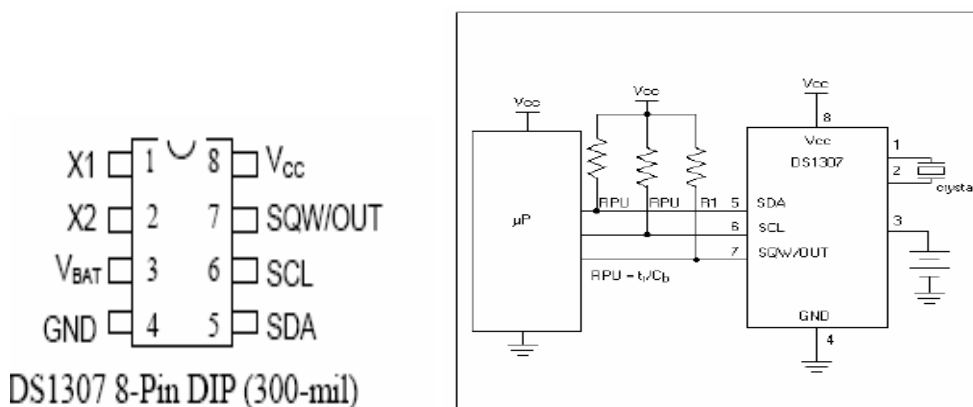 X1 1 8 VCC
X2 2 7 SQW/OUT
VBAT 3 6 SCL
GND 4 5 SDA
DS1307 8-Pin DIP (300-mil)
Vcc Vcc Vcc
8
Vcc
DS1307
1
2
crysta
RPU RPU R1 5 SDA
3
µP
6 SCL
7 SQW/OUT
RPU = tr/Cb
GND
4